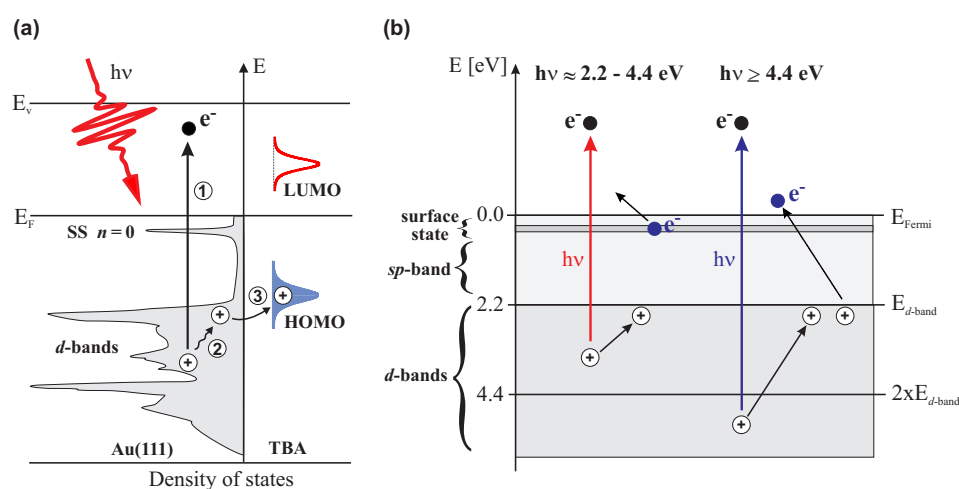 (a)
hν
E
Eᵥ
e⁻
①
LUMO
E_F
SS n = 0
③
HOMO
d-bands
②
Au(111)
TBA
Density of states
(b)
E [eV]
hν ≈ 2.2 - 4.4 eV
hν ≥ 4.4 eV
e⁻
e⁻
surface
state
0.0
e⁻
e⁻
E_Fermi
sp-band
hν
hν
2.2
E_d-band
d-bands
4.4
2xE_d-band